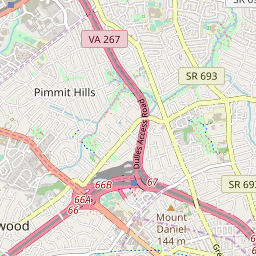 VA 267
SR 693
Pimmit Hills
Dulles Access Road
SR 693
SR 693
66B
67
66A
66
wood
Mount
Daniel
144 m